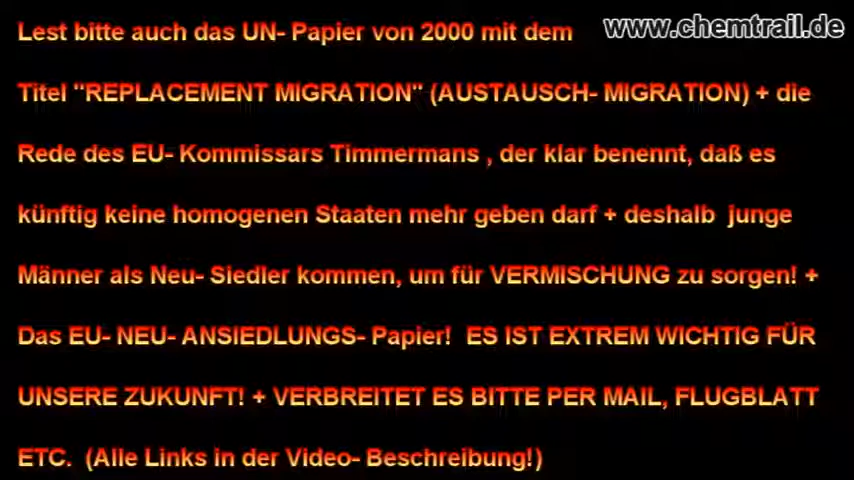 www.chemtrail.de
Lest bitte auch das UN- Papier von 2000 mit dem
Titel "REPLACEMENT MIGRATION" (AUSTAUSCH- MIGRATION) + die
Rede des EU- Kommissars Timmermans , der klar benennt, daß es
künftig keine homogenen Staaten mehr geben darf + deshalb junge
Männer als Neu- Siedler kommen, um für VERMISCHUNG zu sorgen! +
Das EU- NEU- ANSIEDLUNGS- Papier! ES IST EXTREM WICHTIG FÜR
UNSERE ZUKUNFT! + VERBREITET ES BITTE PER MAIL, FLUGBLATT
ETC. (Alle Links in der Video- Beschreibung!)